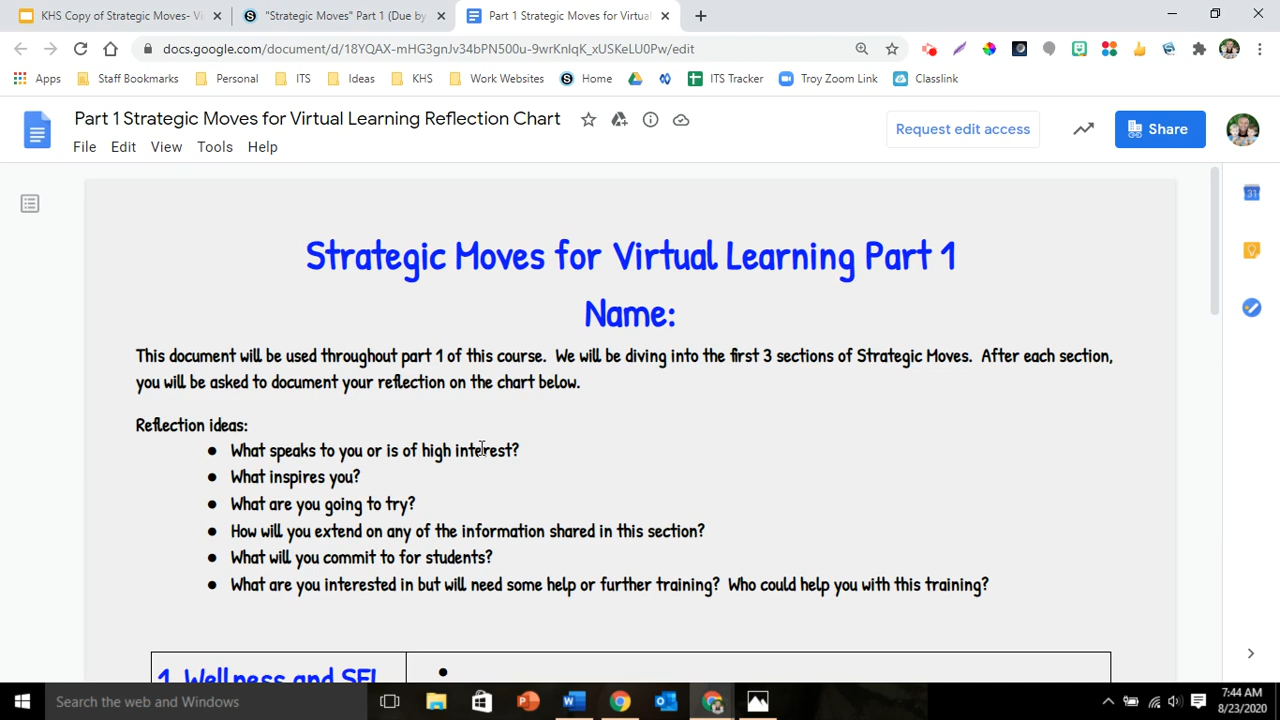 KHS Copy of Strategic Moves- Vi
"Strategic Moves" Part 1 (Due by
Part 1 Strategic Moves for Virtual
docs.google.com/document/d/18YQAX-mHG3gnJv34bPN500u-9wrKnIqK_xUSKeLU0Pw/edit
Apps
Staff Bookmarks
Personal
ITS
Ideas
KHS
Work Websites
Home
ITS Tracker
Troy Zoom Link
Classlink
Part 1 Strategic Moves for Virtual Learning Reflection Chart
Request edit access
Share
File Edit View Tools Help
31
Strategic Moves for Virtual Learning Part 1
Name:
This document will be used throughout part 1 of this course. We will be diving into the first 3 sections of Strategic Moves. After each section,
you will be asked to document your reflection on the chart below.
Reflection ideas:
● What speaks to you or is of high interest?
● What inspires you?
● What are you going to try?
● How will you extend on any of the information shared in this section?
● What will you commit to for students?
● What are you interested in but will need some help or further training? Who could help you with this training?
1. Wellness and SEL
Search the web and Windows
7:44 AM
8/23/2020